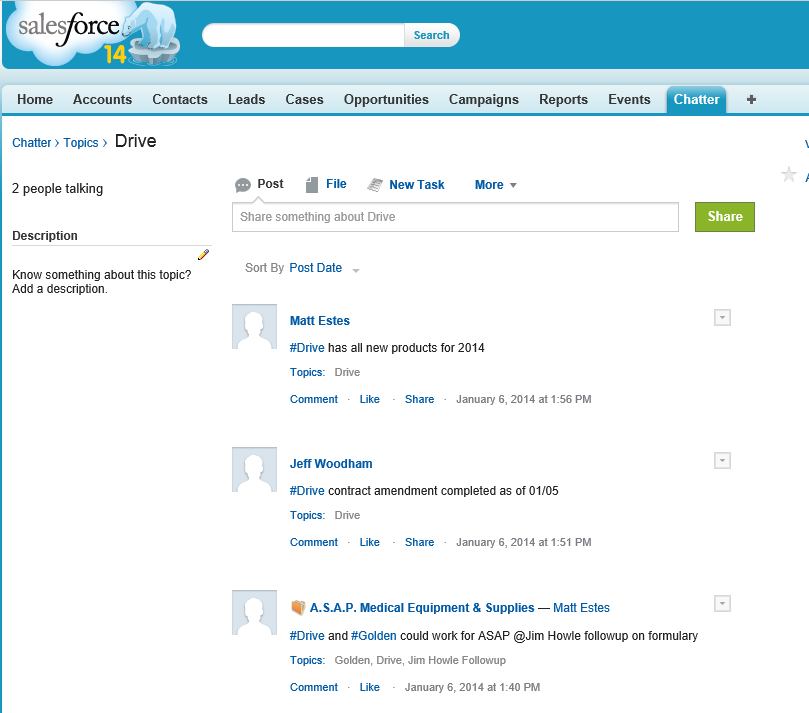 salesforce
14
Search
Home Accounts Contacts Leads Cases Opportunities Campaigns Reports Events Chatter +
Chatter › Topics › Drive
2 people talking
Description
Know something about this topic?
Add a description.
Post File New Task More
Share something about Drive
Share
Sort By Post Date
Matt Estes
#Drive has all new products for 2014
Topics: Drive
Comment · Like · Share · January 6, 2014 at 1:56 PM
Jeff Woodham
#Drive contract amendment completed as of 01/05
Topics: Drive
Comment · Like · Share · January 6, 2014 at 1:51 PM
A.S.A.P. Medical Equipment & Supplies — Matt Estes
#Drive and #Golden could work for ASAP @Jim Howle followup on formulary
Topics: Golden, Drive, Jim Howle Followup
Comment · Like · January 6, 2014 at 1:40 PM